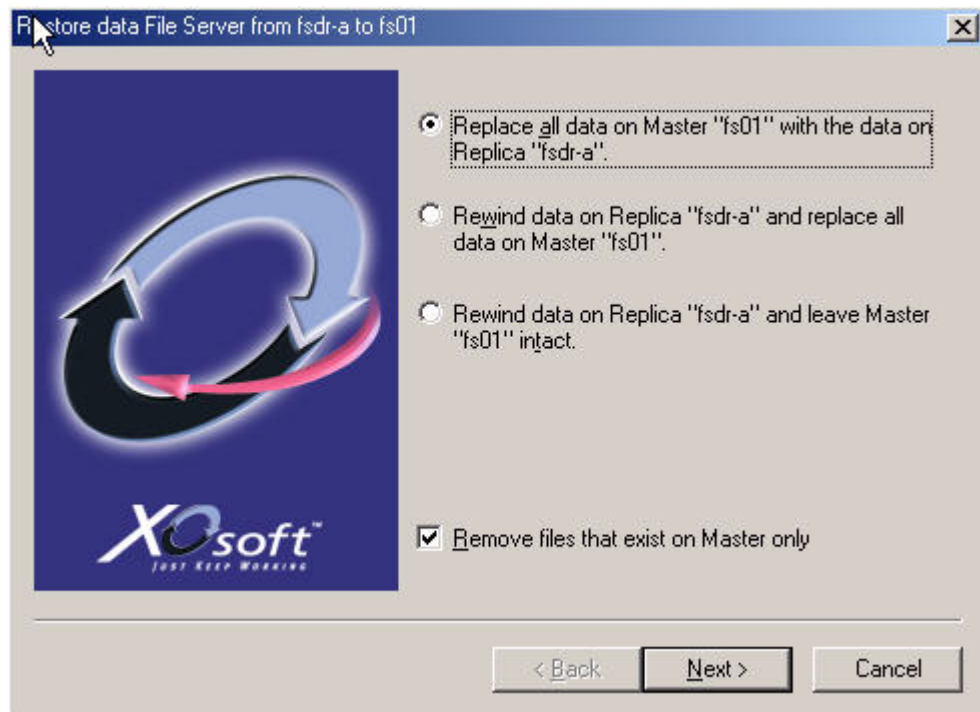 Restore data File Server from fsdr-a to fs01
Replace all data on Master "fs01" with the data on
Replica "fsdr-a".
Rewind data on Replica "fsdr-a" and replace all
data on Master "fs01".
Rewind data on Replica "fsdr-a" and leave Master
"fs01" intact.
XOsoft™
JUST KEEP WORKING
Remove files that exist on Master only
< Back
Next >
Cancel